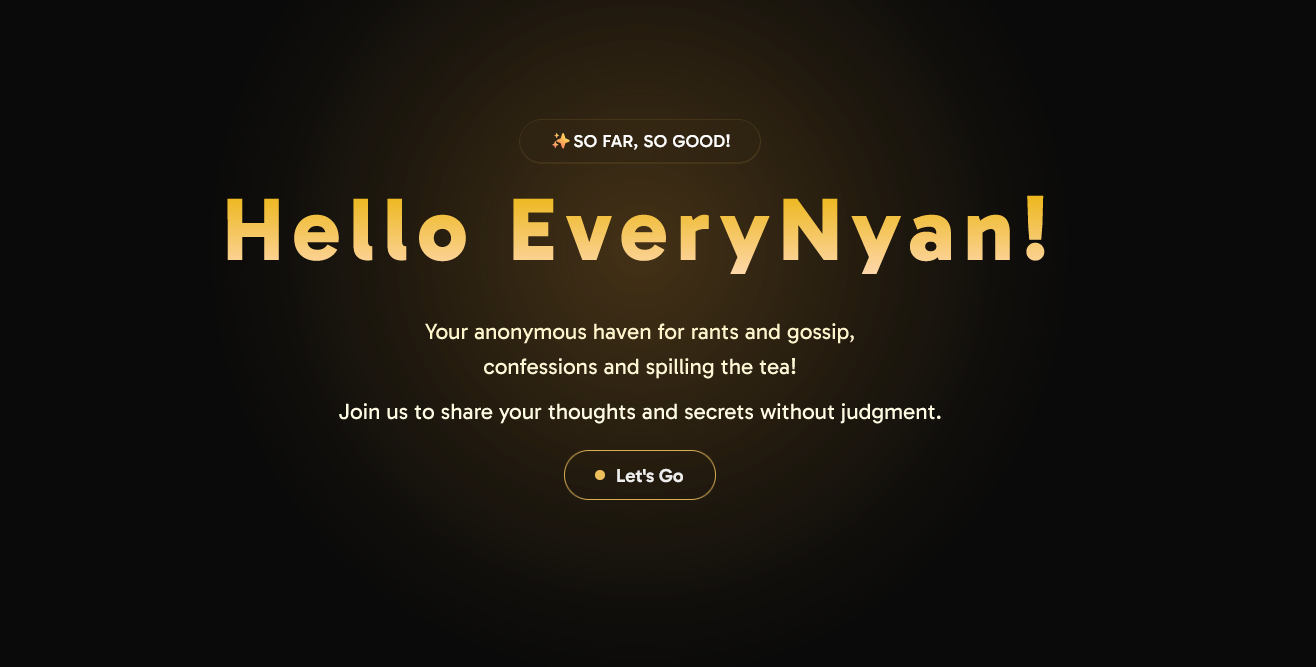 ✨SO FAR, SO GOOD!
Hello EveryNyan!
Your anonymous haven for rants and gossip,
confessions and spilling the tea!
Join us to share your thoughts and secrets without judgment.
Let's Go